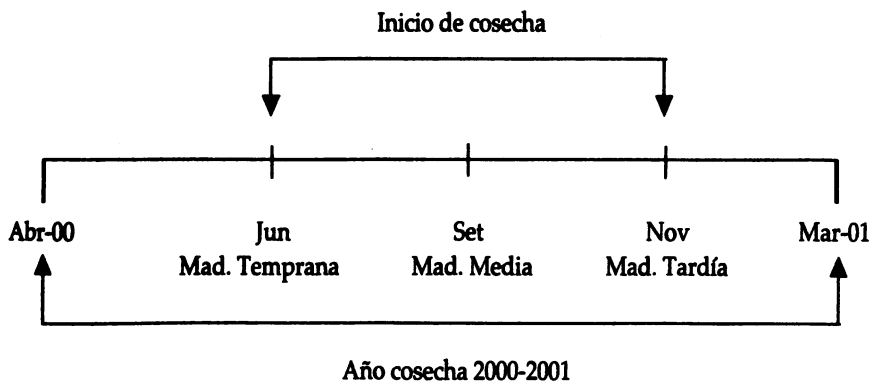 Inicio de cosecha
Abr-00
Jun
Mad. Temprana
Set
Mad. Media
Nov
Mad. Tardía
Mar-01
Año cosecha 2000-2001